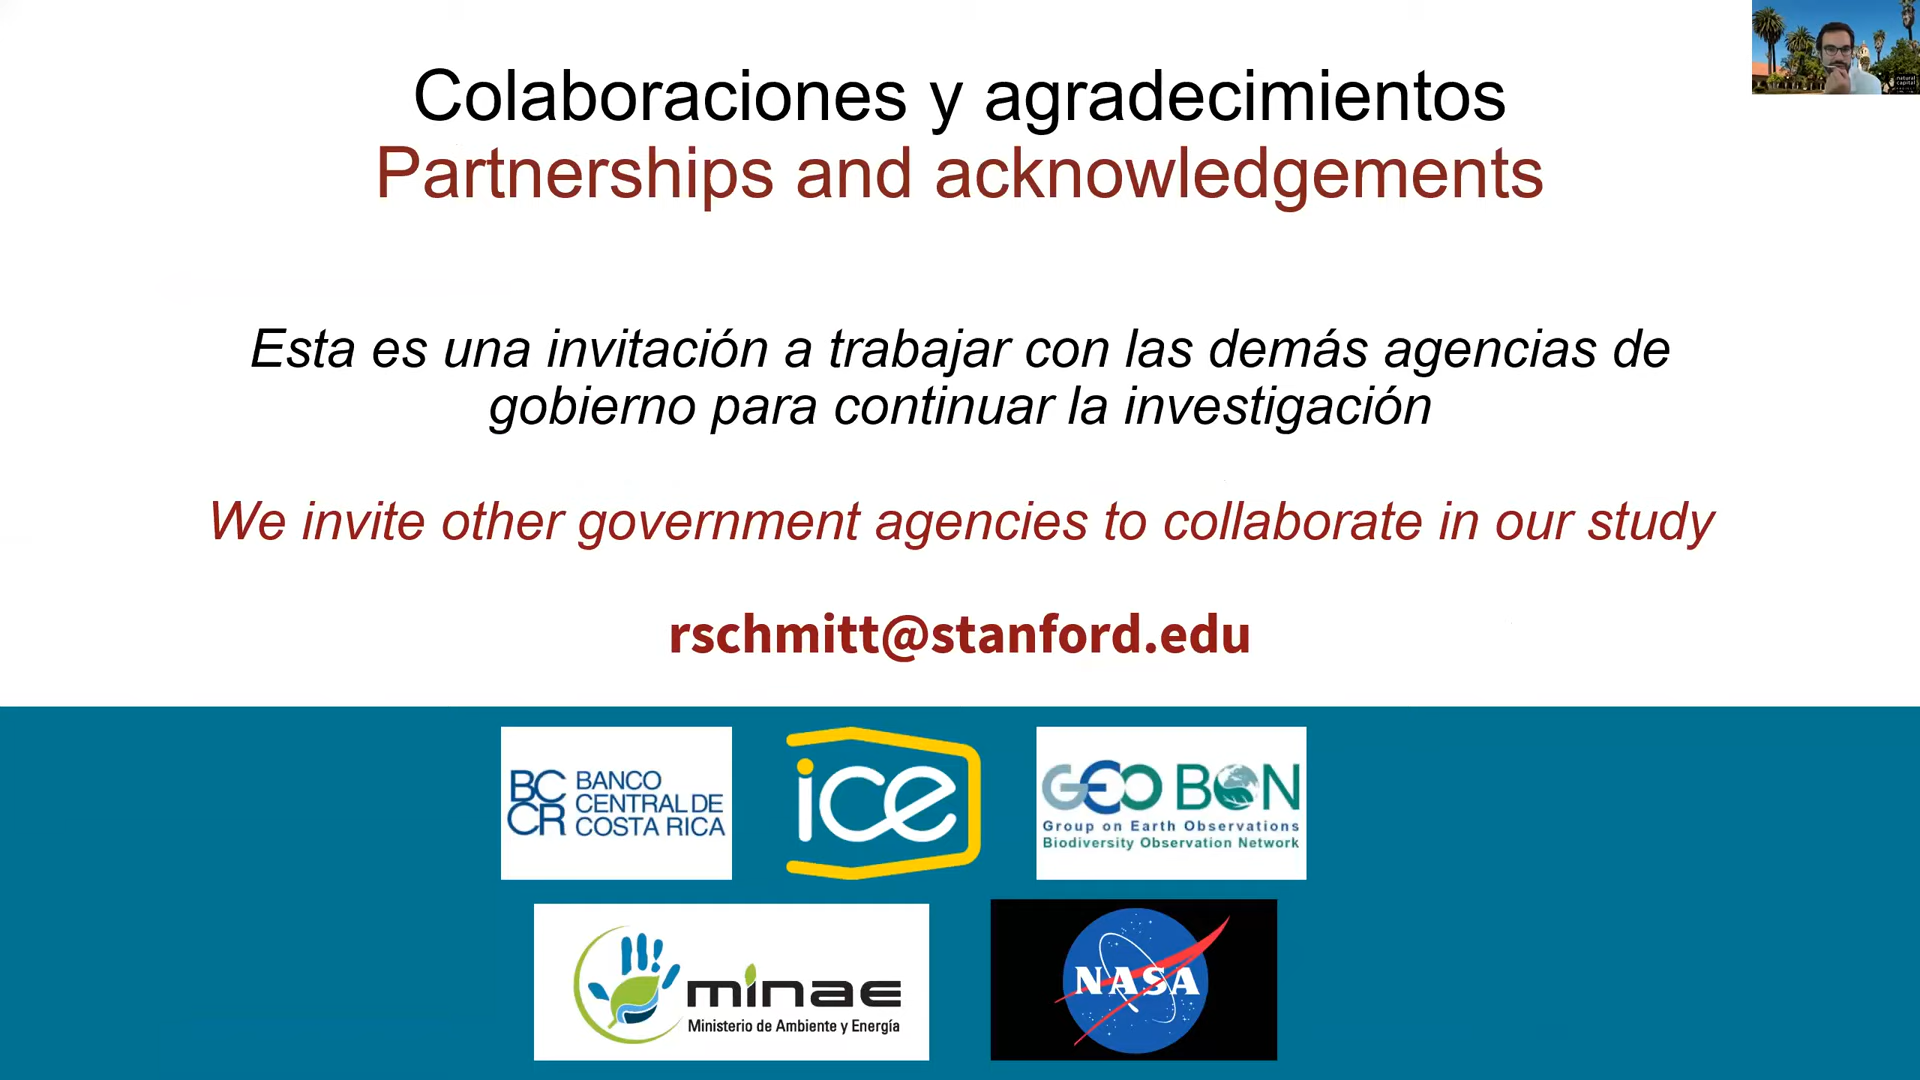 Colaboraciones y agradecimientos
Partnerships and acknowledgements
natural
capital
Esta es una invitación a trabajar con las demás agencias de
gobierno para continuar la investigación
We invite other government agencies to collaborate in our study
rschmitt@stanford.edu
BC
CR
BANCO
CENTRAL DE
COSTA RICA
ice
GEO BON
Group on Earth Observations
Biodiversity Observation Network
minae
Ministerio de Ambiente y Energía
NASA